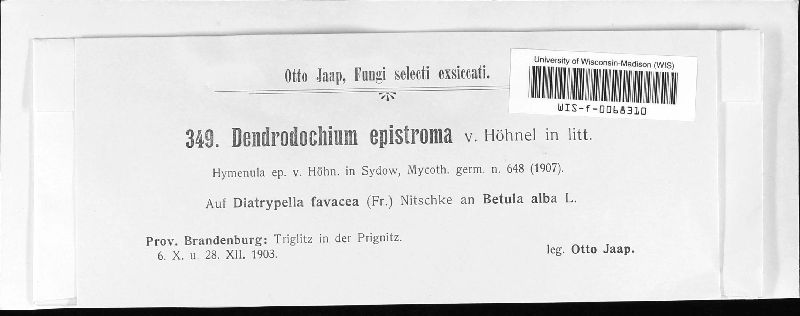 University of Wisconsin-Madison (WIS)
WIS-f-0068310
Otto Jaap, Fungi selecti exsiccati.
349. Dendrodochium epistroma v. Höhnel in litt.
Hymenula ep. v. Höhn. in Sydow, Mycoth. germ. n. 648 (1907).
Auf Diatrypella favacea (Fr.) Nitschke an Betula alba L.
Prov. Brandenburg: Triglitz in der Prignitz.
6. X. u. 28. XII. 1903.
leg. Otto Jaap.